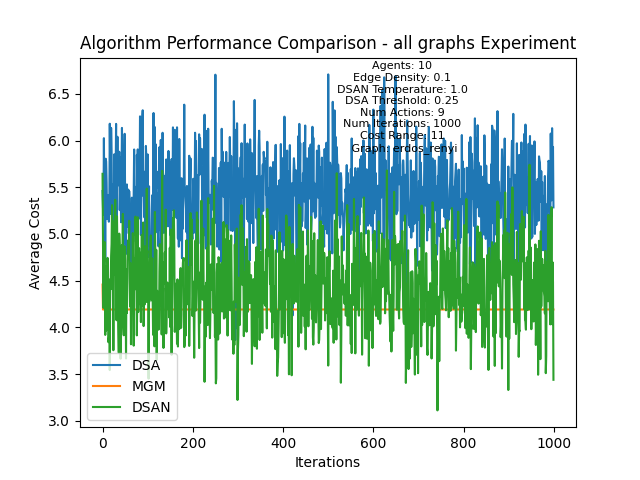 Algorithm Performance Comparison - all graphs Experiment
Agents: 10
Edge Density: 0.1
DSAN Temperature: 1.0
DSA Threshold: 0.25
Num Actions: 9
Num Iterations: 1000
Cost Range: 11
Graph: erdos_renyi
Average Cost
6.5
6.0
5.5
5.0
4.5
4.0
3.5
3.0
DSA
MGM
DSAN
0 200 400 600 800 1000
Iterations